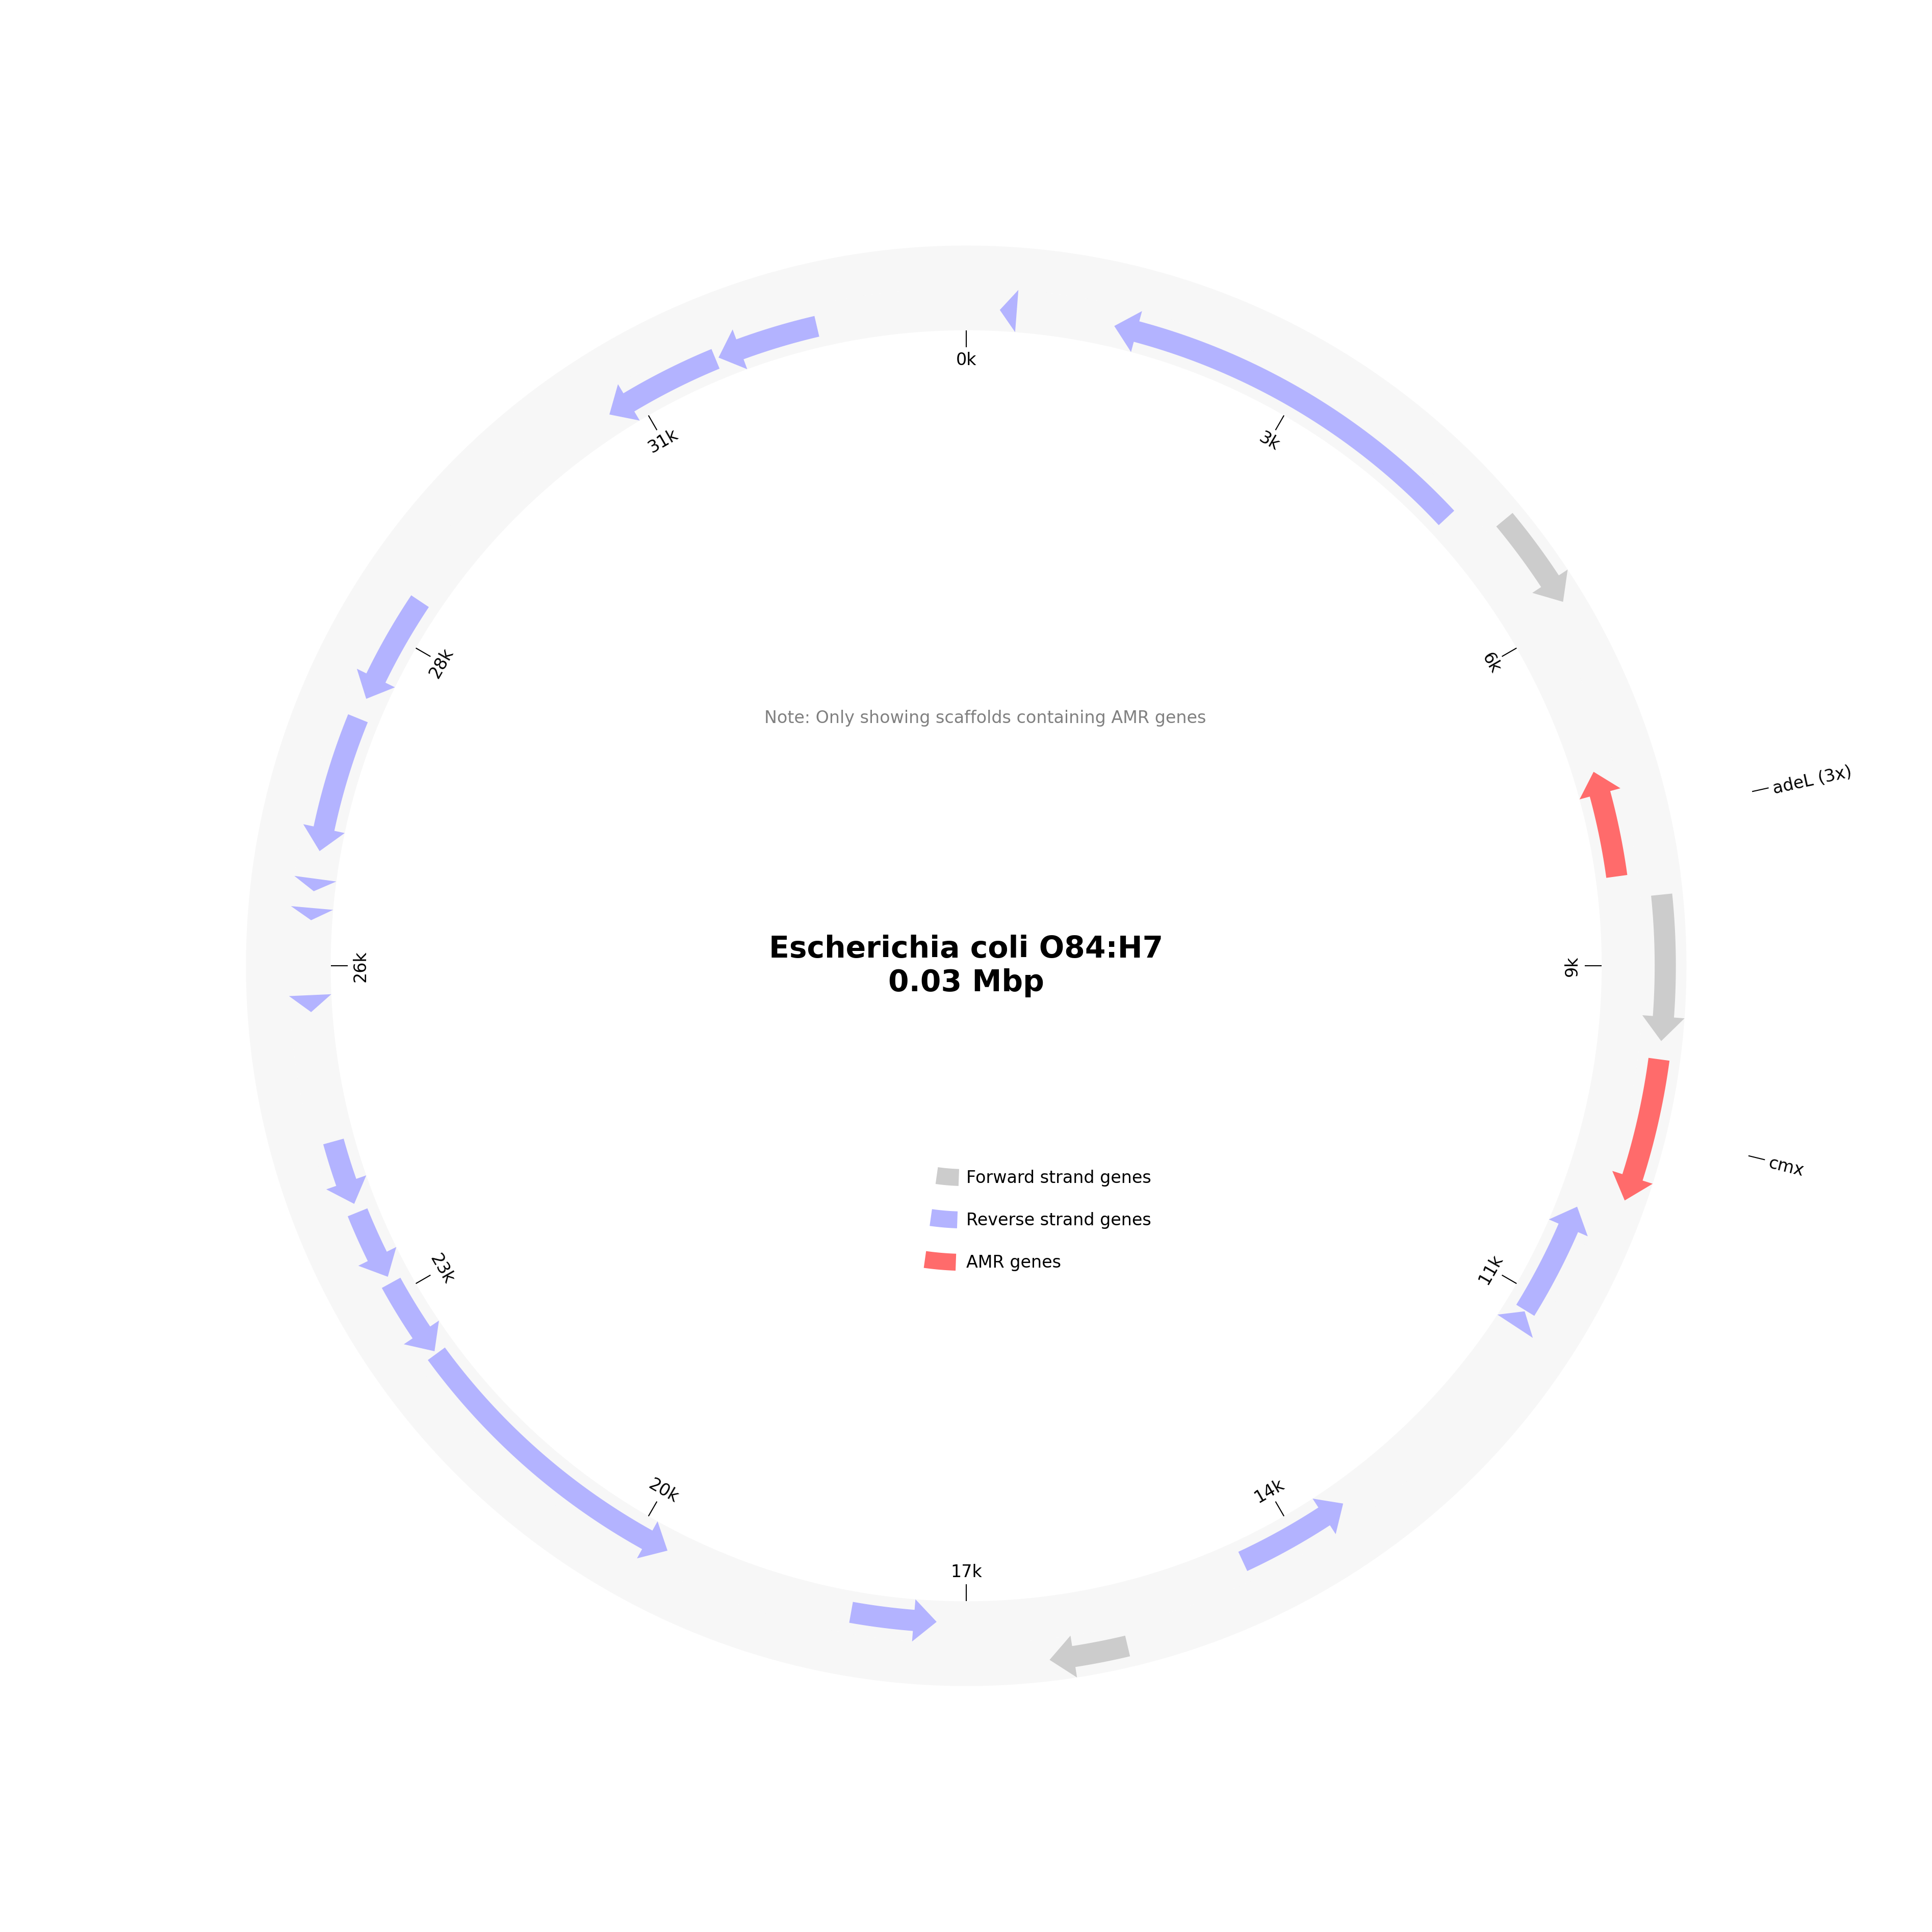 0k
3k
6k
9k
11k
14k
17k
20k
23k
26k
28k
31k
adeL (3x)
cmx
Note: Only showing scaffolds containing AMR genes
Escherichia coli O84:H7
0.03 Mbp
Forward strand genes
Reverse strand genes
AMR genes